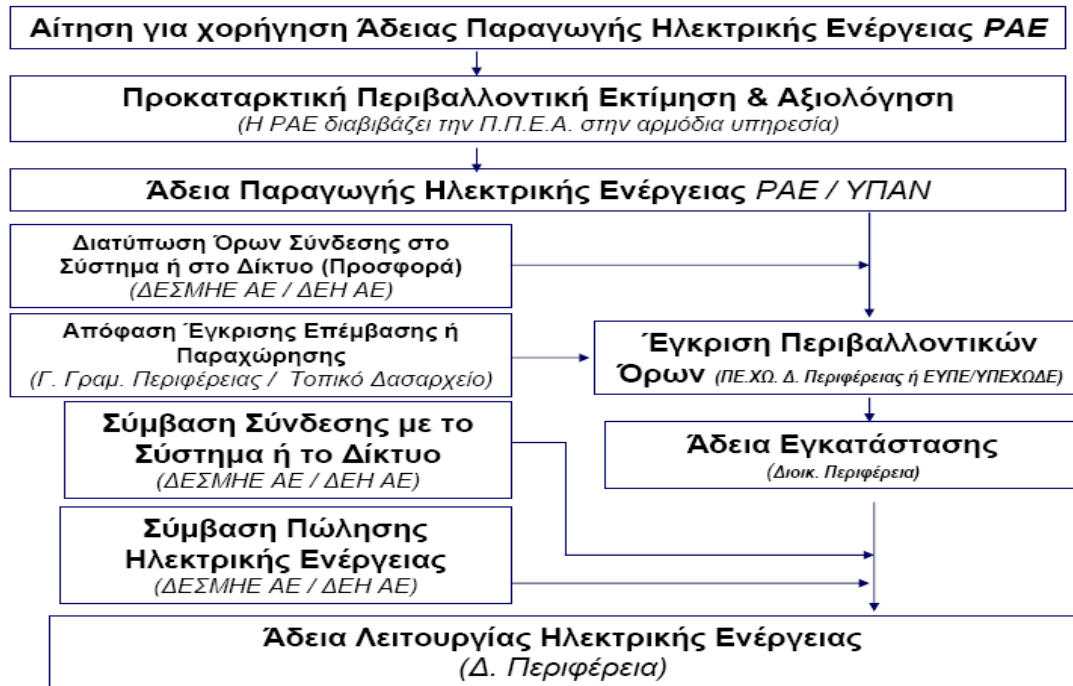 Αίτηση για χορήγηση Άδειας Παραγωγής Ηλεκτρικής Ενέργειας ΡΑΕ
Προκαταρκτική Περιβαλλοντική Εκτίμηση & Αξιολόγηση
(Η ΡΑΕ διαβιβάζει την Π.Π.Ε.Α. στην αρμόδια υπηρεσία)
Άδεια Παραγωγής Ηλεκτρικής Ενέργειας ΡΑΕ / ΥΠΑΝ
Διατύπωση Όρων Σύνδεσης στο
Σύστημα ή στο Δίκτυο (Προσφορά)
(ΔΕΣΜΗΕ ΑΕ / ΔΕΗ ΑΕ)
Απόφαση Έγκρισης Επέμβασης ή
Παραχώρησης
(Γ. Γραμ. Περιφέρειας / Τοπικό Δασαρχείο)
Έγκριση Περιβαλλοντικών
Όρων (ΠΕ.ΧΩ. Δ. Περιφέρειας ή ΕΥΠΕ/ΥΠΕΧΩΔΕ)
Σύμβαση Σύνδεσης με το
Σύστημα ή το Δίκτυο
(ΔΕΣΜΗΕ ΑΕ / ΔΕΗ ΑΕ)
Άδεια Εγκατάστασης
(Διοικ. Περιφέρεια)
Σύμβαση Πώλησης
Ηλεκτρικής Ενέργειας
(ΔΕΣΜΗΕ ΑΕ / ΔΕΗ ΑΕ)
Άδεια Λειτουργίας Ηλεκτρικής Ενέργειας
(Δ. Περιφέρεια)